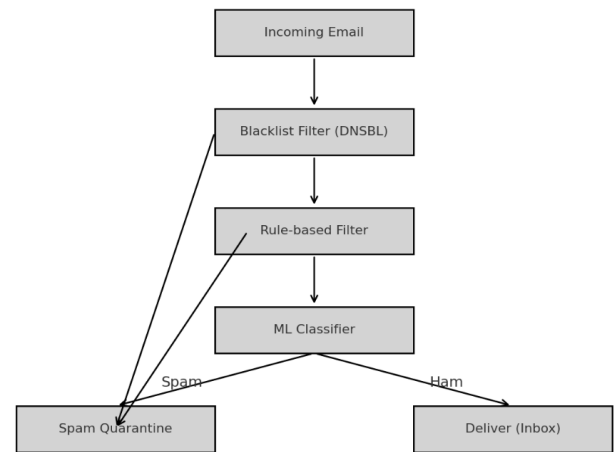 Incoming Email
Blacklist Filter (DNSBL)
Rule-based Filter
ML Classifier
Spam
Ham
Spam Quarantine
Deliver (Inbox)